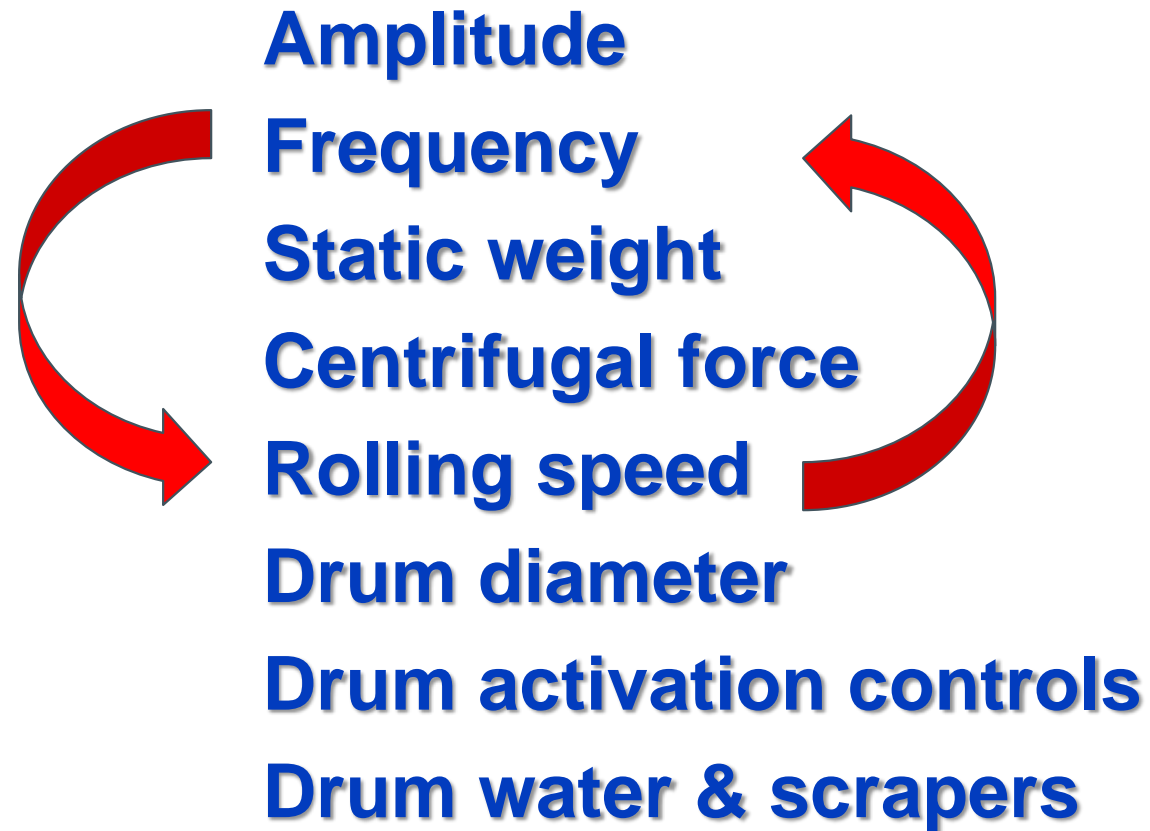 Amplitude
Frequency
Static weight
Centrifugal force
Rolling speed
Drum diameter
Drum activation controls
Drum water & scrapers